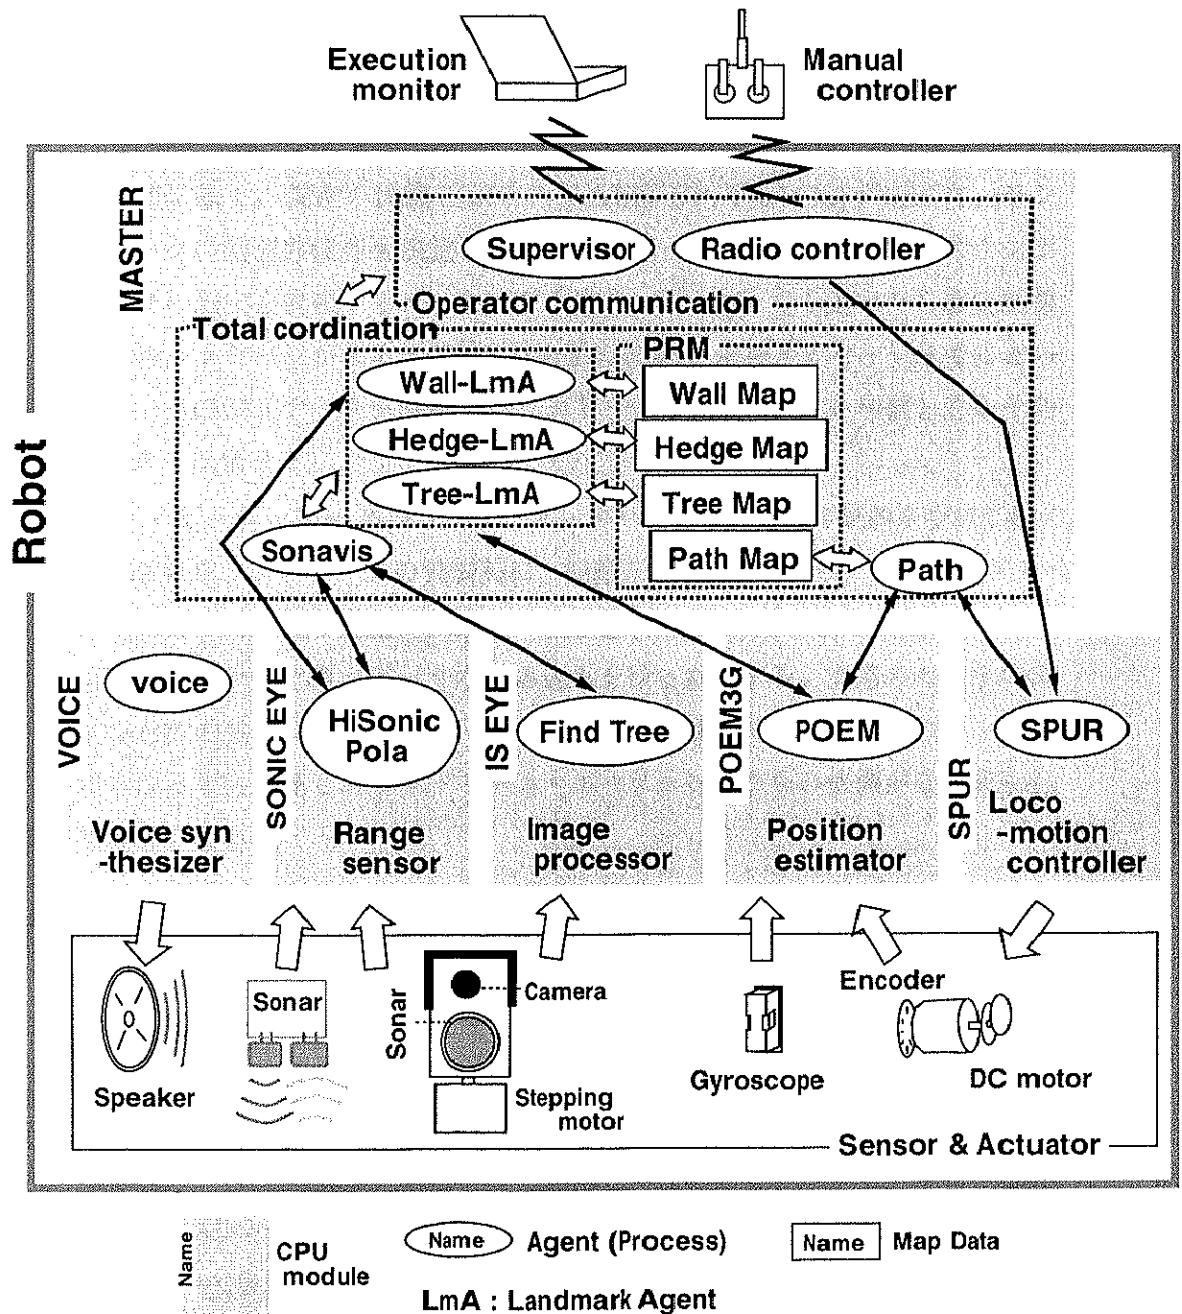 Execution
monitor
Manual
controller
Robot
MASTER
Supervisor
Radio controller
Operator communication
Total cordination
PRM
Wall-LmA
Wall Map
Hedge-LmA
Hedge Map
Tree-LmA
Tree Map
Sonavis
Path Map
Path
VOICE
voice
SONIC EYE
HiSonic
Pola
IS EYE
Find Tree
POEM3G
POEM
SPUR
SPUR
Voice syn
-thesizer
Range
sensor
Image
processor
Position
estimator
Loco
-motion
controller
Speaker
Sonar
Sonar
Camera
Stepping
motor
Gyroscope
Encoder
DC motor
Sensor & Actuator
Name
CPU
module
Name
Agent (Process)
Name
Map Data
LmA : Landmark Agent